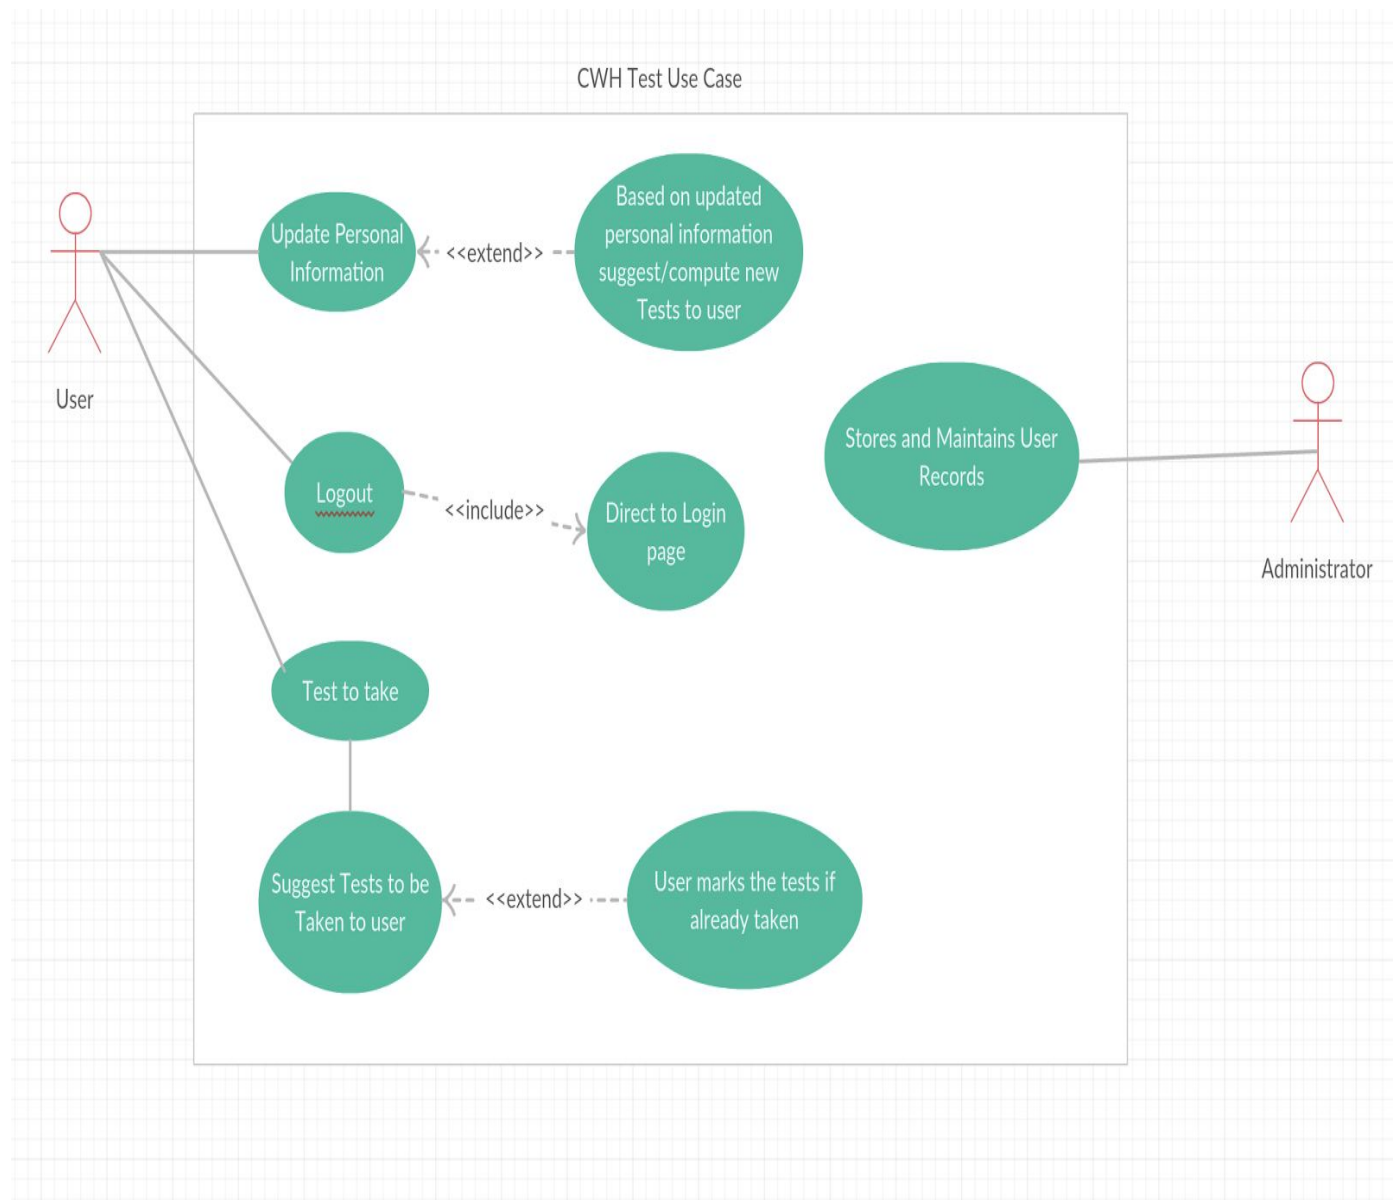 CWH Test Use Case
Update Personal
Information
<<extend>>
Based on updated
personal information
suggest/compute new
Tests to user
User
Logout
<<include>>
Direct to Login
page
Stores and Maintains User
Records
Administrator
Test to take
Suggest Tests to be
Taken to user
<<extend>>
User marks the tests if
already taken